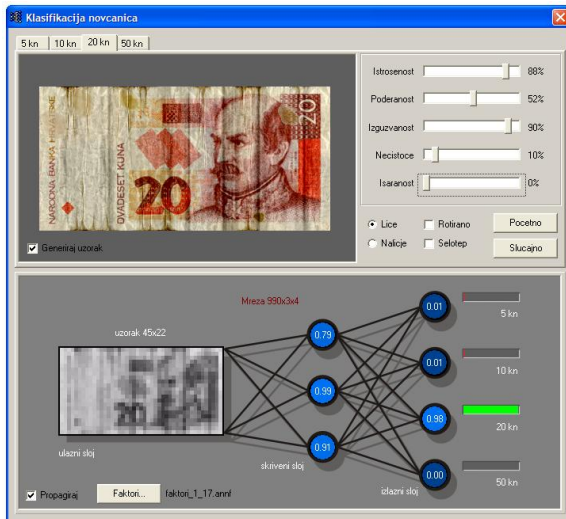 Klasifikacija novcanica
5 kn 10 kn 20 kn 50 kn
NARODNA BANKA HRVATSKE
DVADESET KUNA
20
20
Generiraj uzorak
Istrosenost 88%
Poderanost 52%
Izguzvanost 90%
Necistoce 10%
Isaranost 0%
Lice Rotirano Pocetno
Nalicje Selotep Slucajno
Mreza 990x3x4
uzorak 45x22
20
ulazni sloj
0.79
0.99
0.91
skriveni sloj
0.01 5 kn
0.01 10 kn
0.98 20 kn
0.00 50 kn
izlazni sloj
Propagiraj Faktori... faktori_1_17.annf